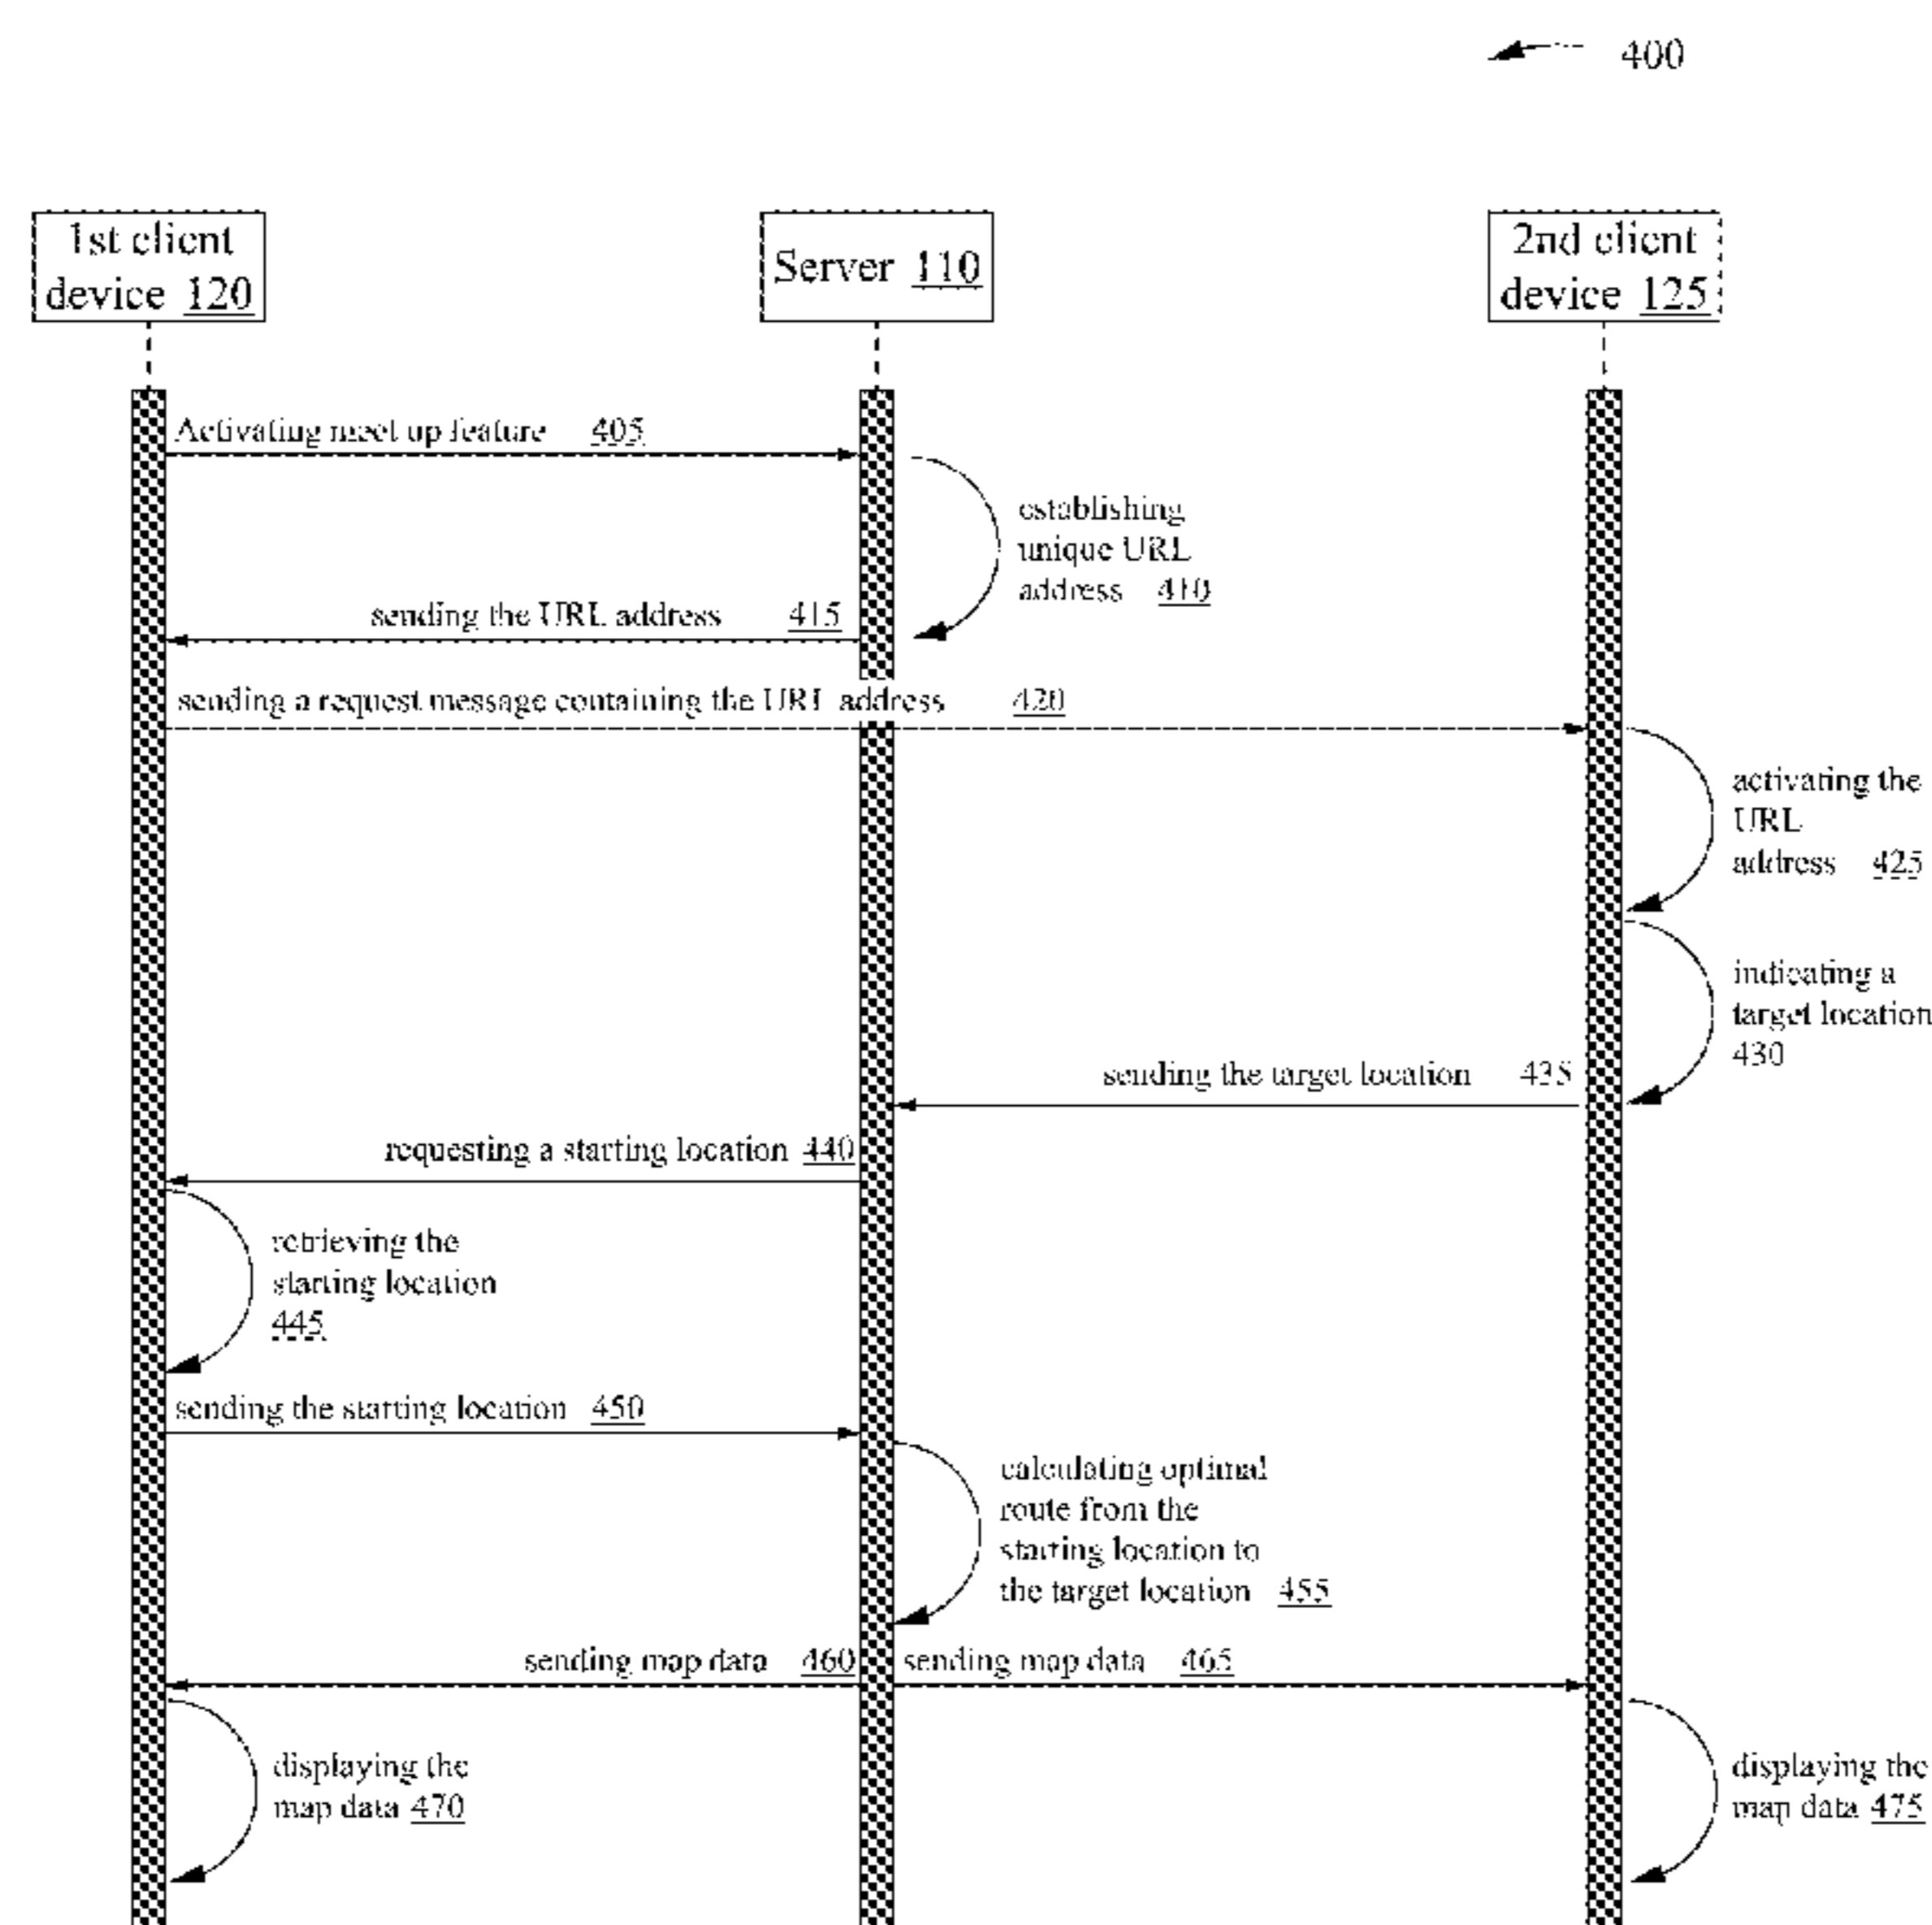 400
1st client
device 120
Server 110
2nd client
device 125
Activating meet up feature 405
establishing
unique URL
address 410
sending the URL address 415
sending a request message containing the URL address 420
activating the
URL
address 425
indicating a
target location
430
sending the target location 435
requesting a starting location 440
retrieving the
starting location
445
sending the starting location 450
calculating optimal
route from the
starting location to
the target location 455
sending map data 460
sending map data 465
displaying the
map data 470
displaying the
map data 475